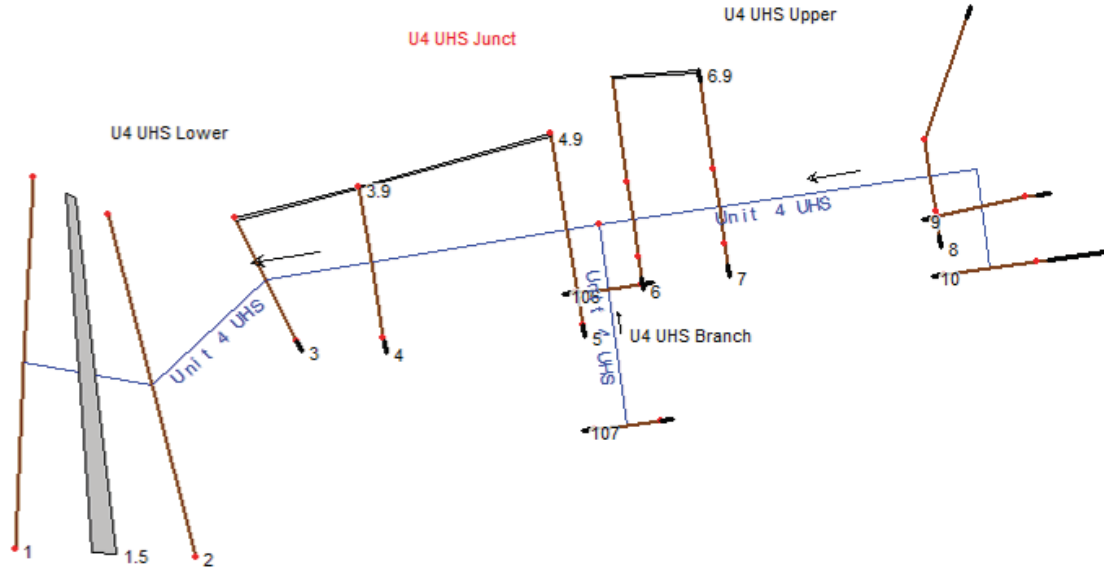 U4 UHS Upper
U4 UHS Junct
6.9
U4 UHS Lower
4.9
3.9
Unit 4 UHS
9
8
10
7
6
106
Unit 4 UHS
U4 UHS Branch
5
Unit 4 UHS
3
4
107
1
1.5
2